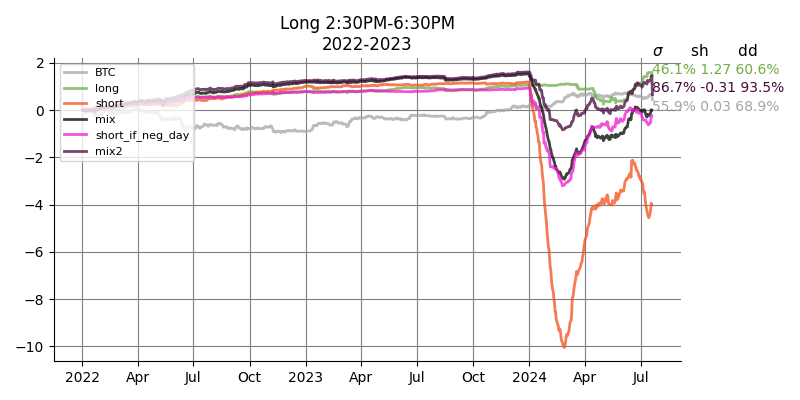 Long 2:30PM-6:30PM
2022-2023
σ sh dd
46.1% 1.27 60.6%
86.7% -0.31 93.5%
55.9% 0.03 68.9%
BTC
long
short
mix
short_if_neg_day
mix2
2
0
−2
−4
−6
−8
−10
2022 Apr Jul Oct 2023 Apr Jul Oct 2024 Apr Jul